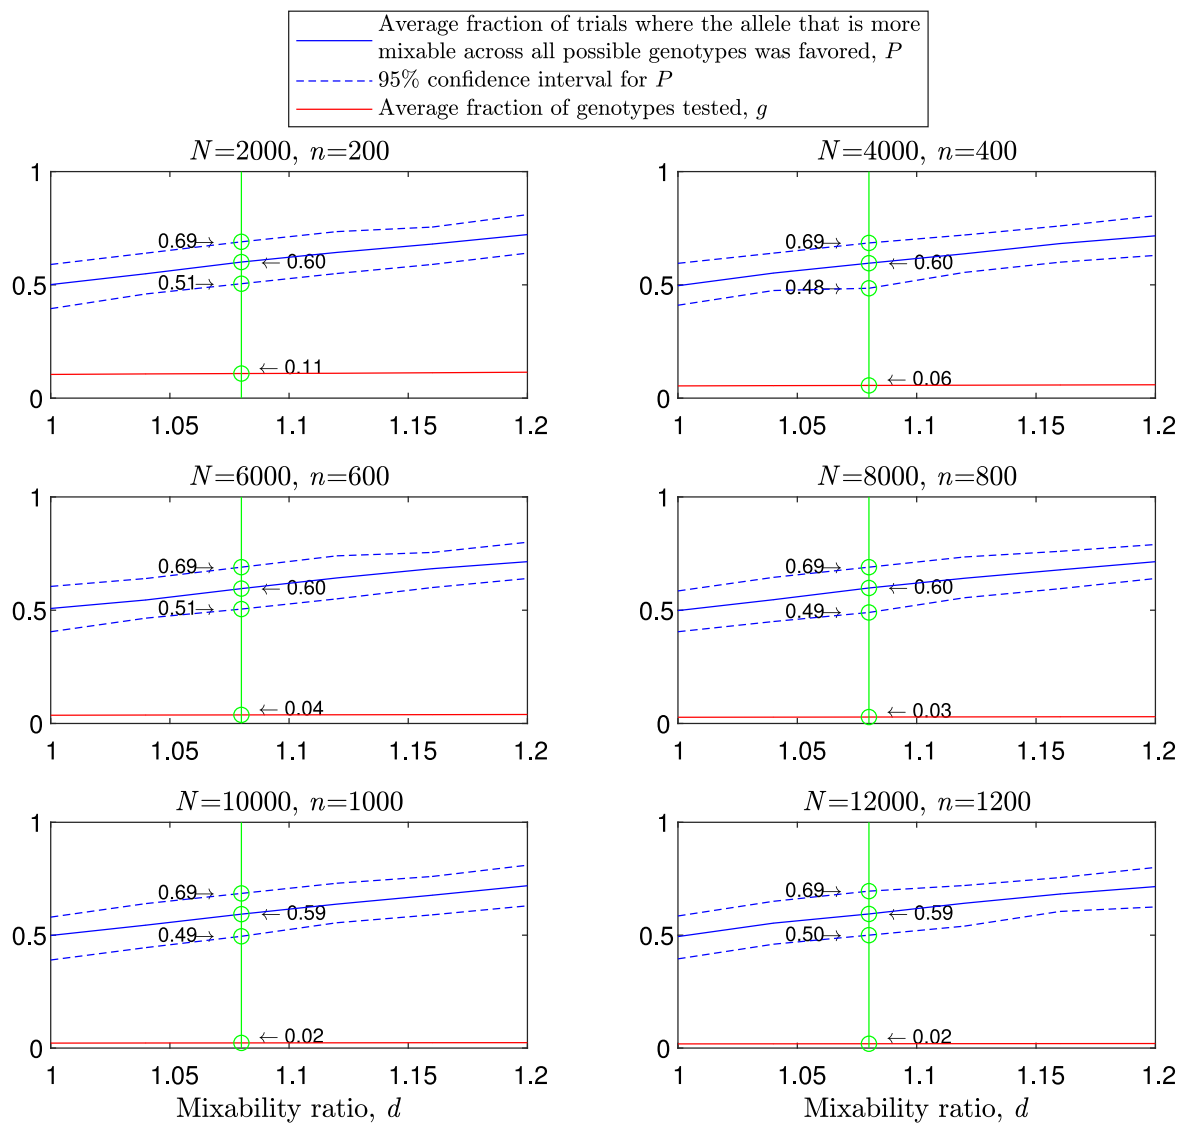 Average fraction of trials where the allele that is more
mixable across all possible genotypes was favored, P
95% confidence interval for P
Average fraction of genotypes tested, g
N=2000, n=200
1
0.5
0
0.69→
← 0.60
0.51→
← 0.11
1 1.05 1.1 1.15 1.2
N=4000, n=400
1
0.5
0
0.69→
← 0.60
0.48→
← 0.06
1 1.05 1.1 1.15 1.2
N=6000, n=600
1
0.5
0
0.69→
← 0.60
0.51→
← 0.04
1 1.05 1.1 1.15 1.2
N=8000, n=800
1
0.5
0
0.69→
← 0.60
0.49→
← 0.03
1 1.05 1.1 1.15 1.2
N=10000, n=1000
1
0.5
0
0.69→
← 0.59
0.49→
← 0.02
1 1.05 1.1 1.15 1.2
Mixability ratio, d
N=12000, n=1200
1
0.5
0
0.69→
← 0.59
0.50→
← 0.02
1 1.05 1.1 1.15 1.2
Mixability ratio, d